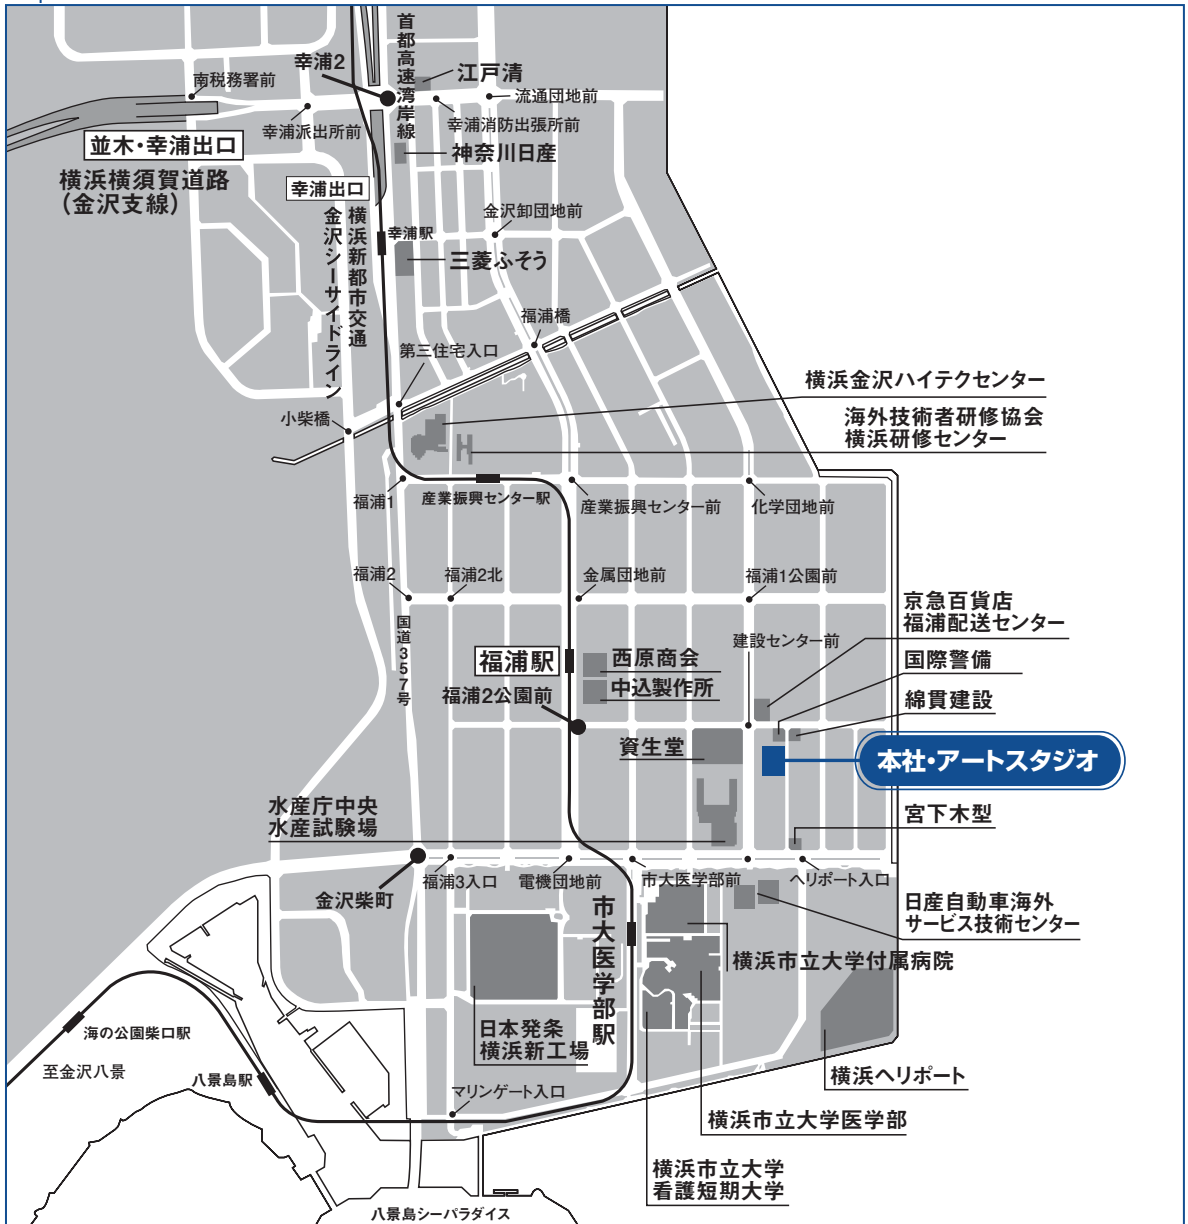 首都高速湾岸線
幸浦2
江戸清
南税務署前
流通団地前
幸浦派出所前
幸浦消防出張所前
並木・幸浦出口
神奈川日産
横浜横須賀道路
（金沢支線）
幸浦出口
金沢卸団地前
横浜新都市交通
金沢シーサイドライン
幸浦駅
三菱ふそう
福浦橋
第三住宅入口
横浜金沢ハイテクセンター
小柴橋
海外技術者研修協会
横浜研修センター
福浦1
産業振興センター駅
産業振興センター前
化学団地前
福浦2
福浦2北
金属団地前
福浦1公園前
京急百貨店
福浦配送センター
国道357号
建設センター前
福浦駅
西原商会
国際警備
中込製作所
福浦2公園前
綿貫建設
資生堂
本社・アートスタジオ
水産庁中央
水産試験場
宮下木型
金沢柴町
福浦3入口
電機団地前
市大医学部前
ヘリポート入口
市大医学部駅
日産自動車海外
サービス技術センター
横浜市立大学付属病院
日本発条
横浜新工場
海の公園柴口駅
至金沢八景
八景島駅
マリンゲート入口
横浜ヘリポート
横浜市立大学医学部
横浜市立大学
看護短期大学
八景島シーパラダイス